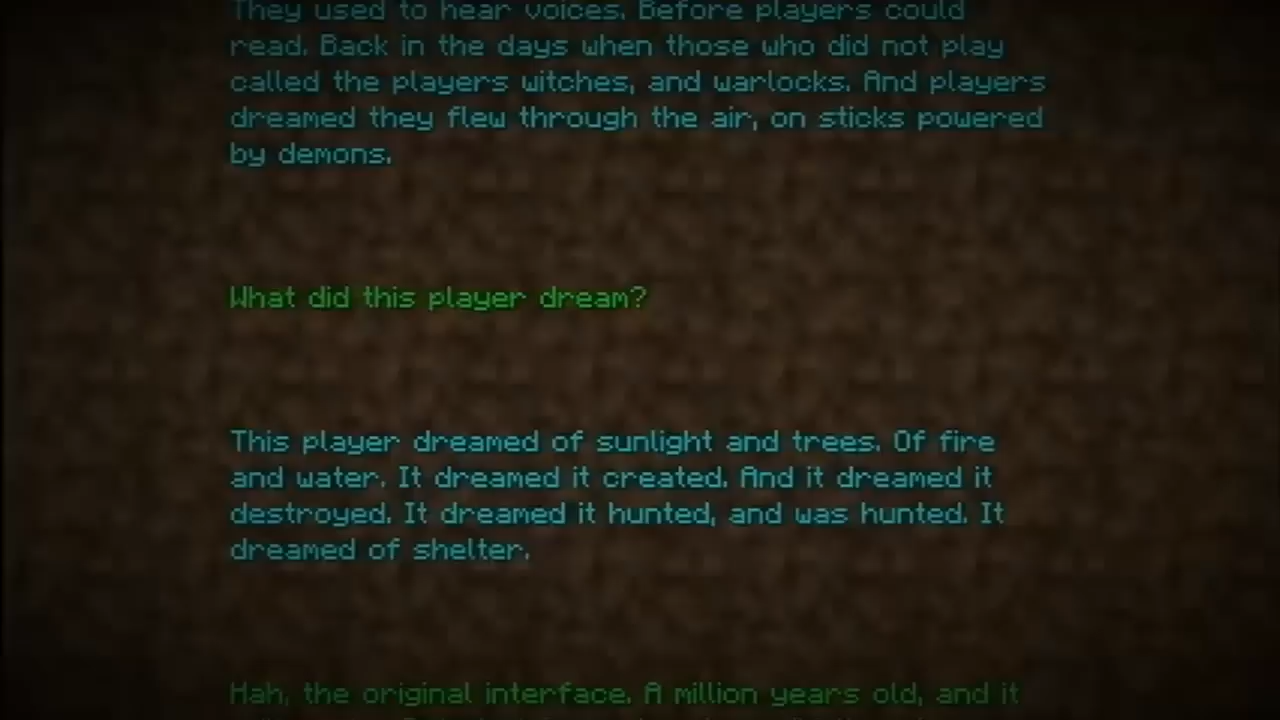 They used to hear voices. Before players could
read. Back in the days when those who did not play
called the players witches, and warlocks. And players
dreamed they flew through the air, on sticks powered
by demons.
What did this player dream?
This player dreamed of sunlight and trees. Of fire
and water. It dreamed it created. And it dreamed it
destroyed. It dreamed it hunted, and was hunted. It
dreamed of shelter.
Hah, the original interface. A million years old, and it